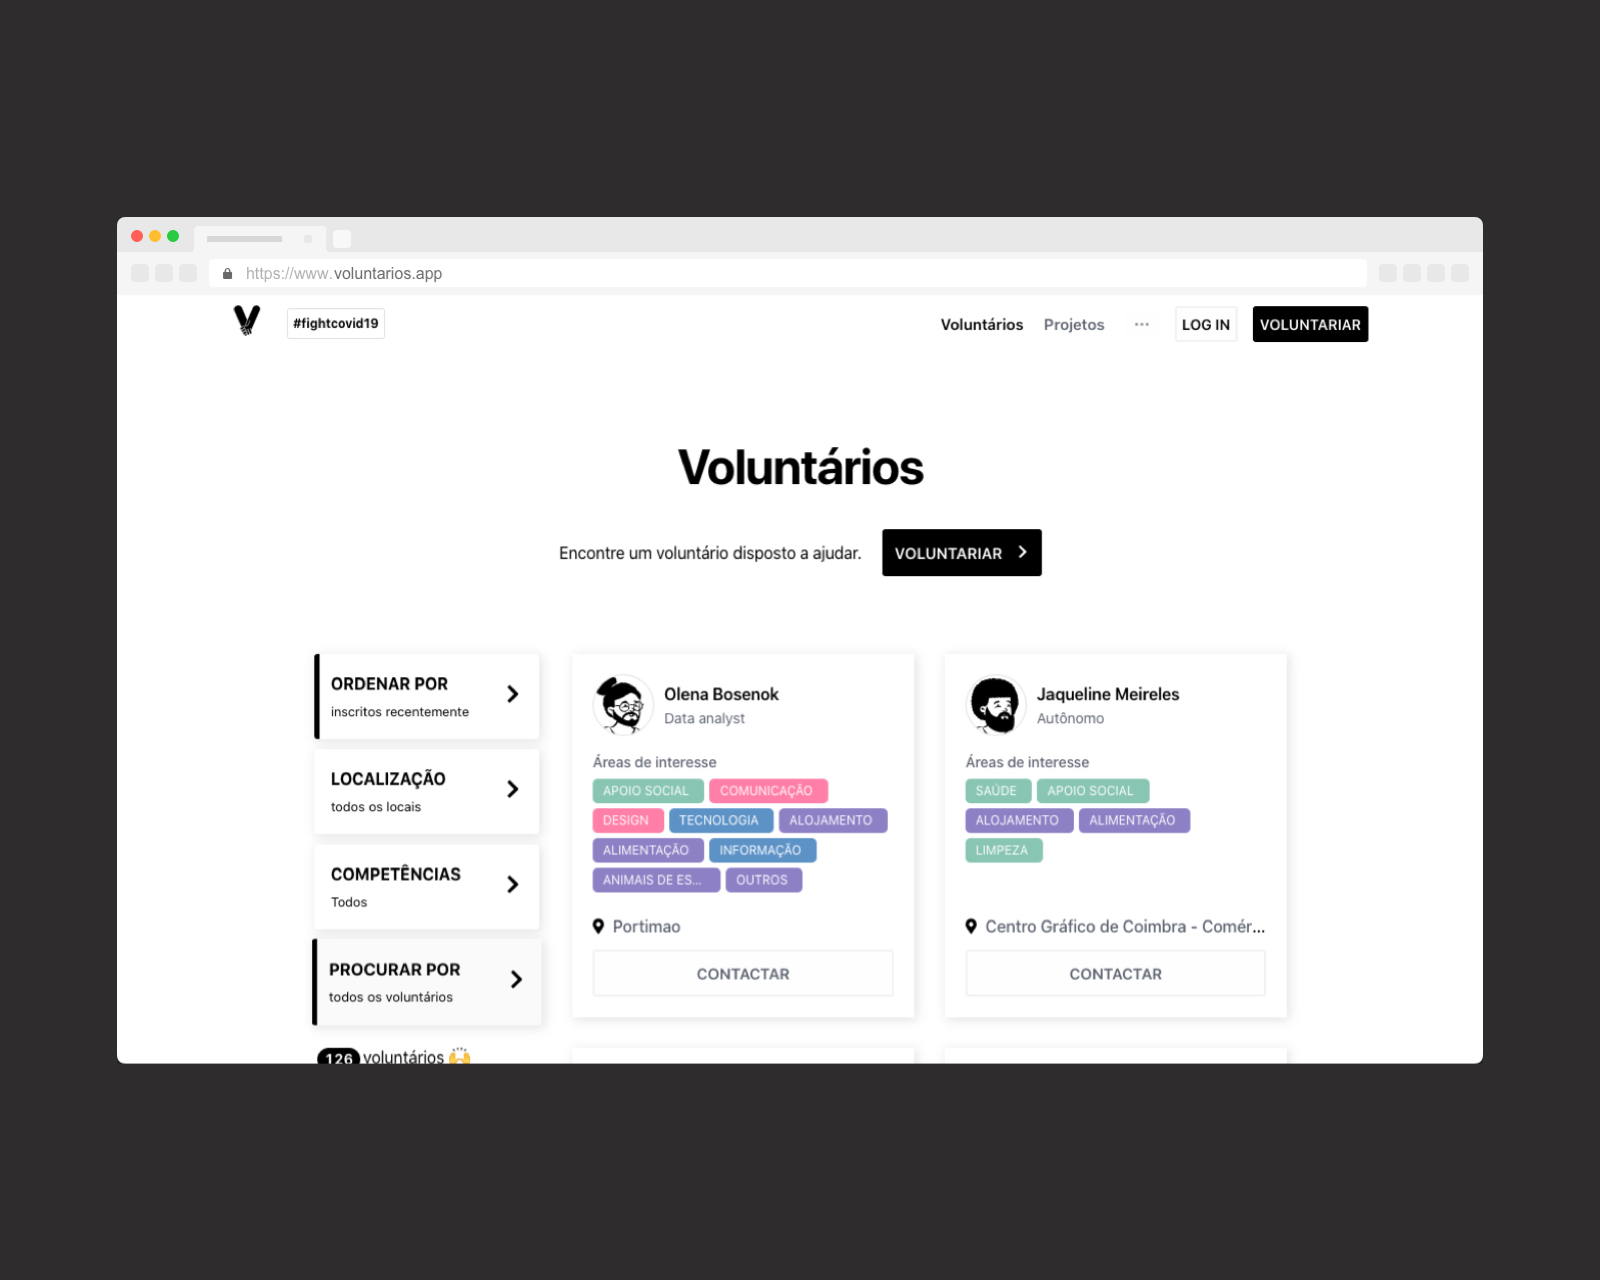 https://www.voluntarios.app
#fightcovid19
Voluntários
Projetos
···
LOG IN
VOLUNTARIAR
Voluntários
Encontre um voluntário disposto a ajudar.
VOLUNTARIAR
ORDENAR POR
inscritos recentemente
LOCALIZAÇÃO
todos os locais
COMPETÊNCIAS
Todos
PROCURAR POR
todos os voluntários
126 voluntários 🙌
Olena Bosenok
Data analyst
Áreas de interesse
APOIO SOCIAL COMUNICAÇÃO
DESIGN TECNOLOGIA ALOJAMENTO
ALIMENTAÇÃO INFORMAÇÃO
ANIMAIS DE ES... OUTROS
Portimao
CONTACTAR
Jaqueline Meireles
Autônomo
Áreas de interesse
SAÚDE APOIO SOCIAL
ALOJAMENTO ALIMENTAÇÃO
LIMPEZA
Centro Gráfico de Coimbra - Comér...
CONTACTAR